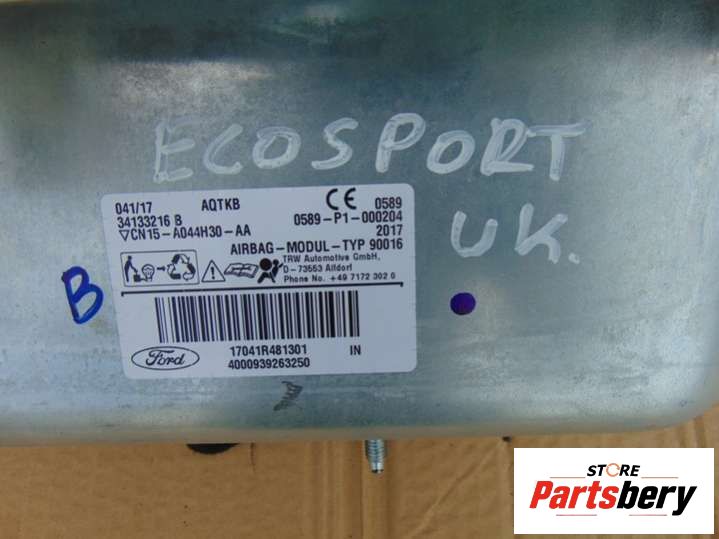 ECOSPORT
UK.
041/17 AQTKB CE 0589
34133216 B 0589-P1-000204
▽CN15-A044H30-AA 2017
AIRBAG-MODUL-TYP 90016
TRW Automotive GmbH,
D-73553 Alfdorf
Phone No. +49 7172 302 0
B
Ford
17041R481301 IN
4000939263250
STORE
Partsbery